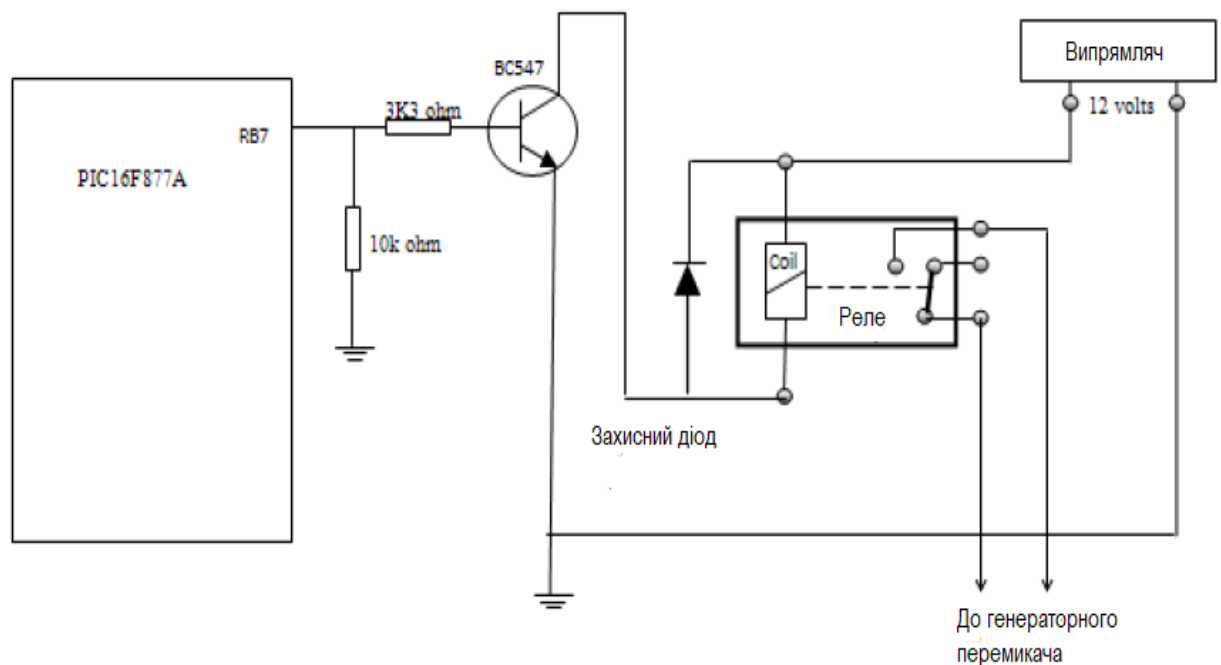 Випрямляч
BC547
12 volts
3K3 ohm
RB7
PIC16F877A
10k ohm
Coil
Реле
Захисний діод
До генераторного
перемикача